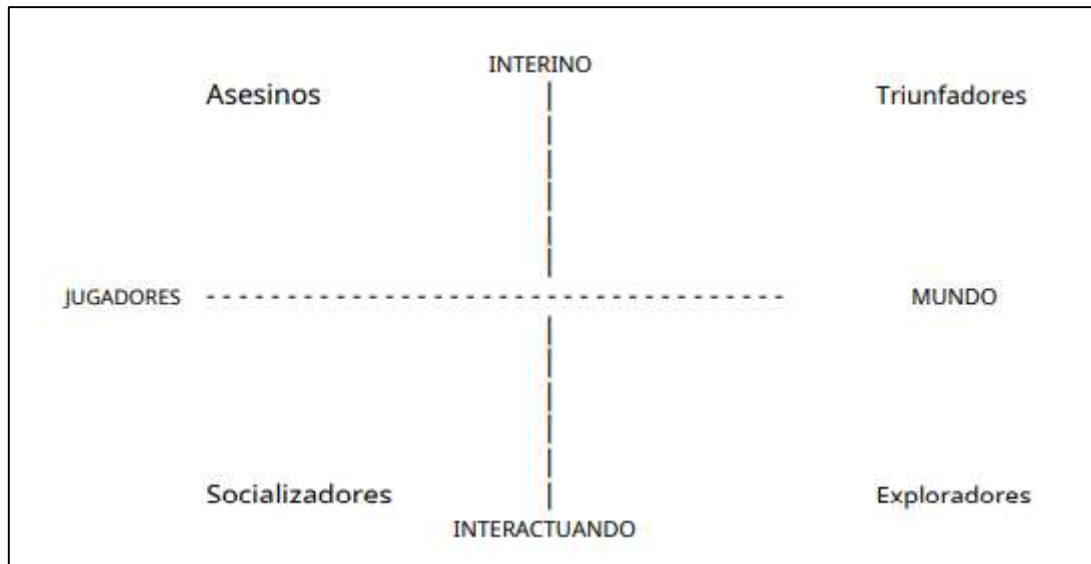 INTERINO
Asesinos
Triunfadores
JUGADORES
MUNDO
Socializadores
Exploradores
INTERACTUANDO